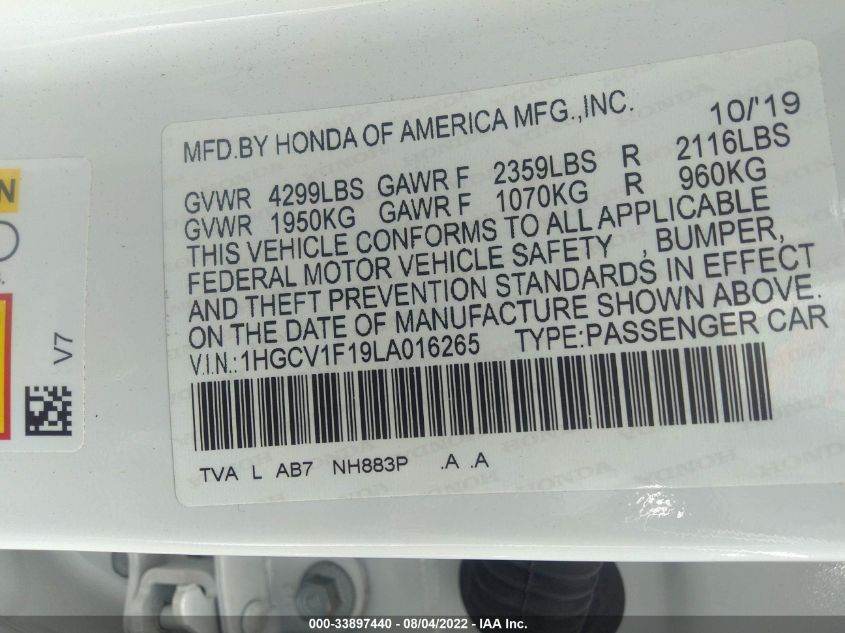 MFD.BY HONDA OF AMERICA MFG.,INC. 10/'19
GVWR 4299LBS GAWR F 2359LBS R 2116LBS
GVWR 1950KG GAWR F 1070KG R 960KG
THIS VEHICLE CONFORMS TO ALL APPLICABLE
FEDERAL MOTOR VEHICLE SAFETY , BUMPER,
AND THEFT PREVENTION STANDARDS IN EFFECT
ON THE DATE OF MANUFACTURE SHOWN ABOVE.
V.I.N.:1HGCV1F19LA016265 TYPE:PASSENGER CAR
TVA L AB7 NH883P .A .A
V7
N
000-33897440 - 08/04/2022 - IAA Inc.